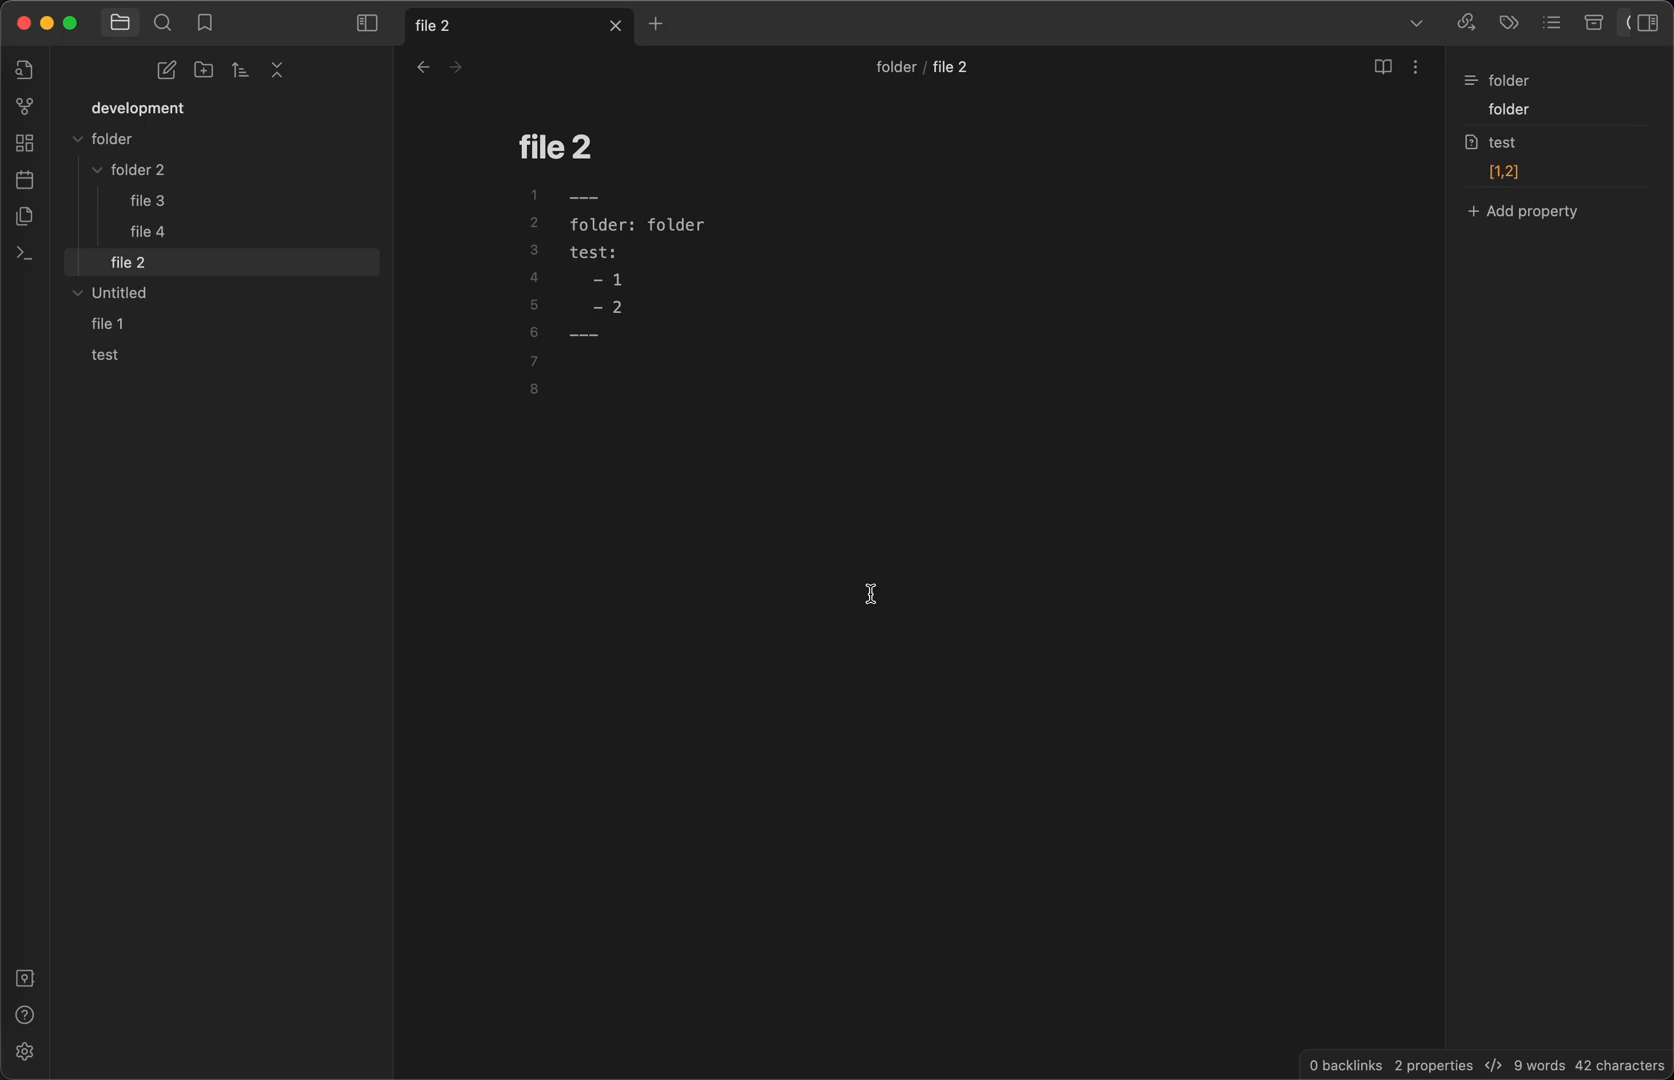 file 2
development
folder
folder 2
file 3
file 4
file 2
Untitled
file 1
test
folder / file 2
file 2
1 ---
2 folder: folder
3 test:
4 - 1
5 - 2
6 ---
7
8
folder
folder
test
[1,2]
+ Add property
0 backlinks 2 properties </> 9 words 42 characters